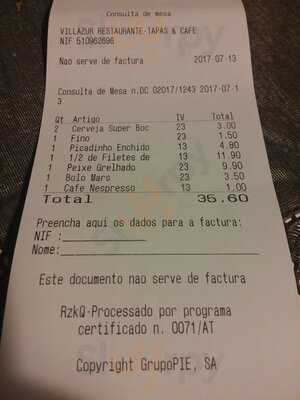 Consulta de mesa
VILLAZUR RESTAURANTE-TAPAS & CAFE
NIF 510962696
Nao serve de factura 2017-07-13
Consulta de Mesa n.DC 02017/1243 2017-07-1
3
Qt Artigo IV Total
2 Cerveja Super Boc 23 3.00
1 Fino 23 1.50
1 Picadinho Enchido 13 4.80
1 1/2 de Filetes de 13 11.90
1 Peixe Grelhado 23 9.90
1 Bolo Mars 23 3.50
1 Cafe Nespresso 13 1.00
Total 36.60
Preencha aqui os dados para a factura:
NIF :
Nome:
Este documento nao serve de factura
RzkQ-Processado por programa
certificado n. 0071/AT
Copyright GrupoPIE, SA